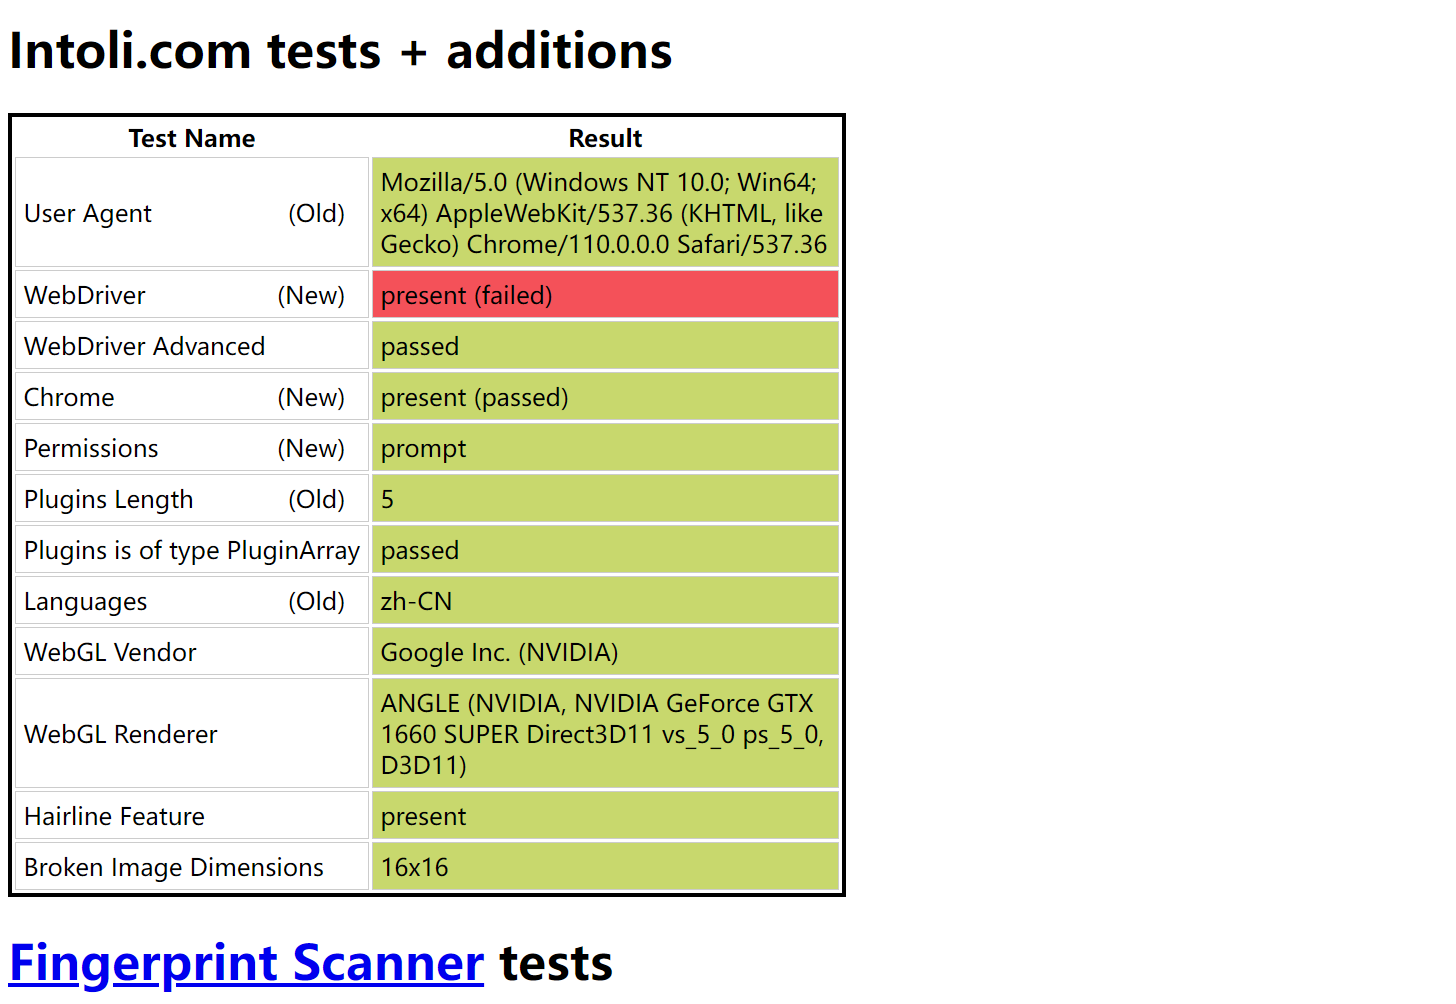 Intoli.com tests + additions
Test Name Result
User Agent (Old) Mozilla/5.0 (Windows NT 10.0; Win64;
x64) AppleWebKit/537.36 (KHTML, like
Gecko) Chrome/110.0.0.0 Safari/537.36
WebDriver (New) present (failed)
WebDriver Advanced passed
Chrome (New) present (passed)
Permissions (New) prompt
Plugins Length (Old) 5
Plugins is of type PluginArray passed
Languages (Old) zh-CN
WebGL Vendor Google Inc. (NVIDIA)
WebGL Renderer ANGLE (NVIDIA, NVIDIA GeForce GTX
1660 SUPER Direct3D11 vs_5_0 ps_5_0,
D3D11)
Hairline Feature present
Broken Image Dimensions 16x16
Fingerprint Scanner tests